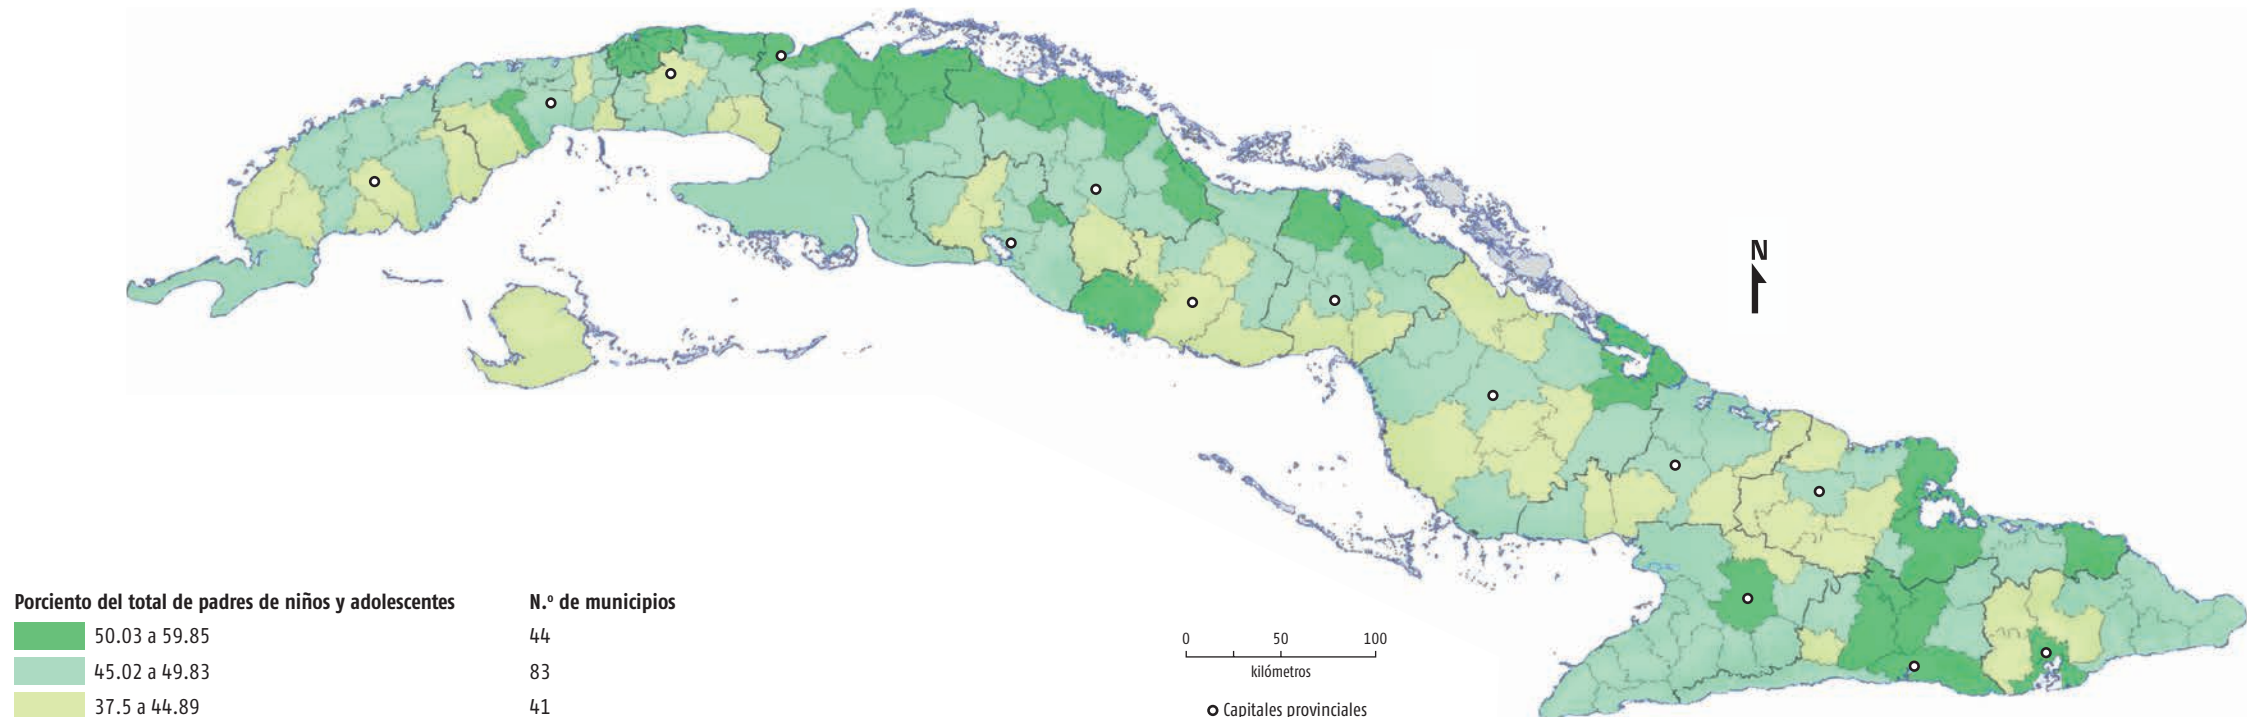 N
Porciento del total de padres de niños y adolescentes N.º de municipios
50.03 a 59.85 44
45.02 a 49.83 83
37.5 a 44.89 41
0 50 100
kilómetros
Capitales provinciales